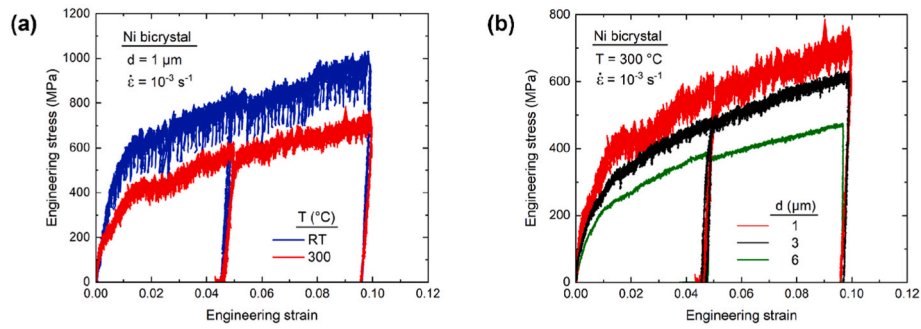 (a)
Engineering stress (MPa)
1200
1000
800
600
400
200
0
Ni bicrystal
d = 1 μm
ε̇ = 10⁻³ s⁻¹
T (°C)
RT
300
0.00 0.02 0.04 0.06 0.08 0.10 0.12
Engineering strain
(b)
Engineering stress (MPa)
800
600
400
200
0
Ni bicrystal
T = 300 °C
ε̇ = 10⁻³ s⁻¹
d (μm)
1
3
6
0.00 0.02 0.04 0.06 0.08 0.10 0.12
Engineering strain